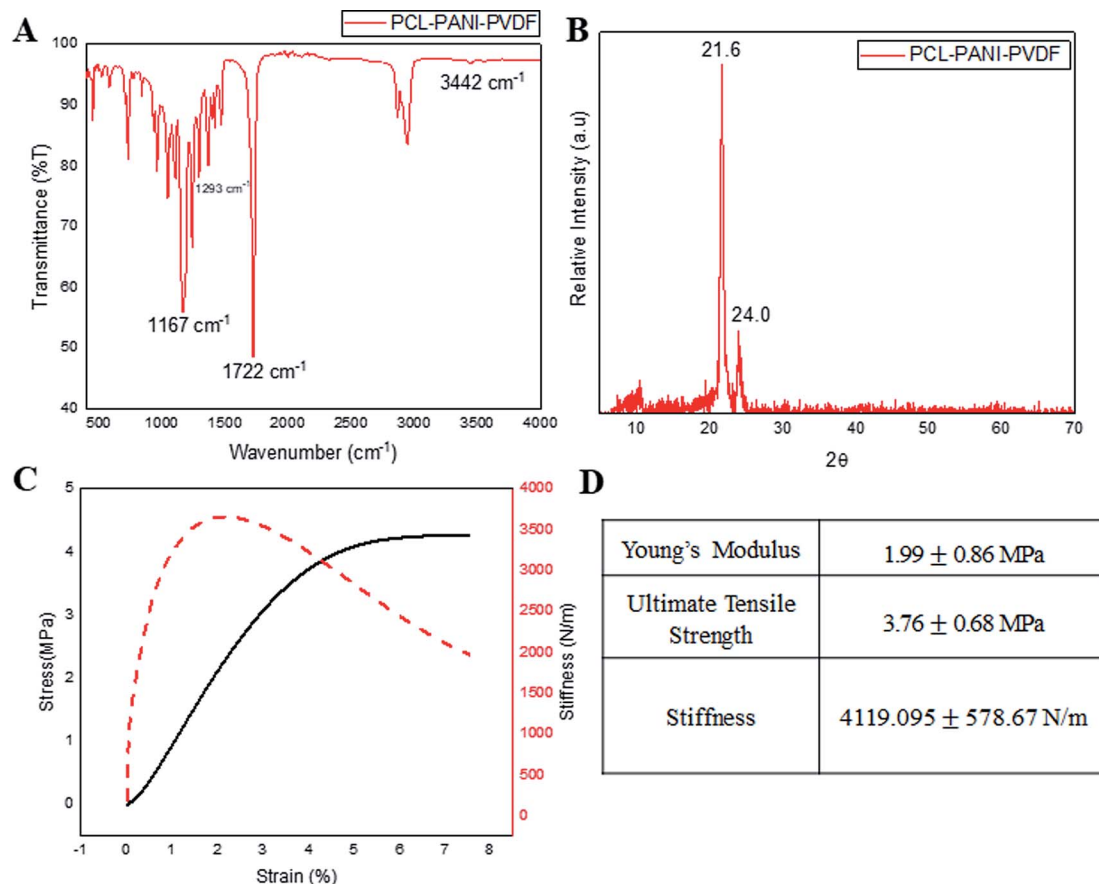 A
PCL-PANI-PVDF
100
90
80
70
60
50
40
Transmittance (%T)
3442 cm⁻¹
1293 cm⁻¹
1167 cm⁻¹
1722 cm⁻¹
500 1000 1500 2000 2500 3000 3500 4000
Wavenumber (cm⁻¹)
B
PCL-PANI-PVDF
21.6
24.0
Relative Intensity (a.u)
10 20 30 40 50 60 70
2θ
C
5
4
3
2
1
0
Stress(MPa)
4000
3500
3000
2500
2000
1500
1000
500
0
Stiffness (N/m)
-1 0 1 2 3 4 5 6 7 8
Strain (%)
D
Young's Modulus 1.99 ± 0.86 MPa
Ultimate Tensile
Strength 3.76 ± 0.68 MPa
Stiffness 4119.095 ± 578.67 N/m